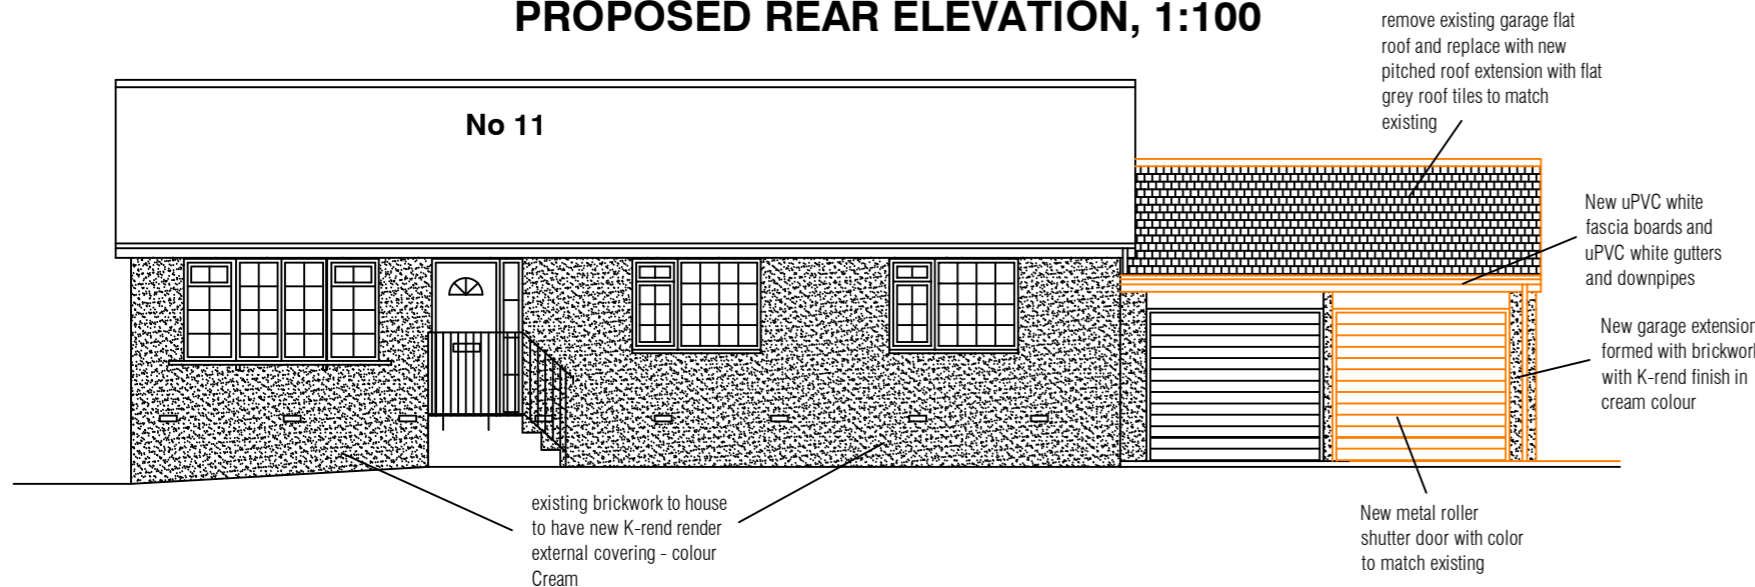 PROPOSED REAR ELEVATION, 1:100
remove existing garage flat
roof and replace with new
pitched roof extension with flat
grey roof tiles to match
existing
No 11
New uPVC white
fascia boards and
uPVC white gutters
and downpipes
New garage extension
formed with brickwork
with K-rend finish in
cream colour
existing brickwork to house
to have new K-rend render
external covering - colour
Cream
New metal roller
shutter door with color
to match existing